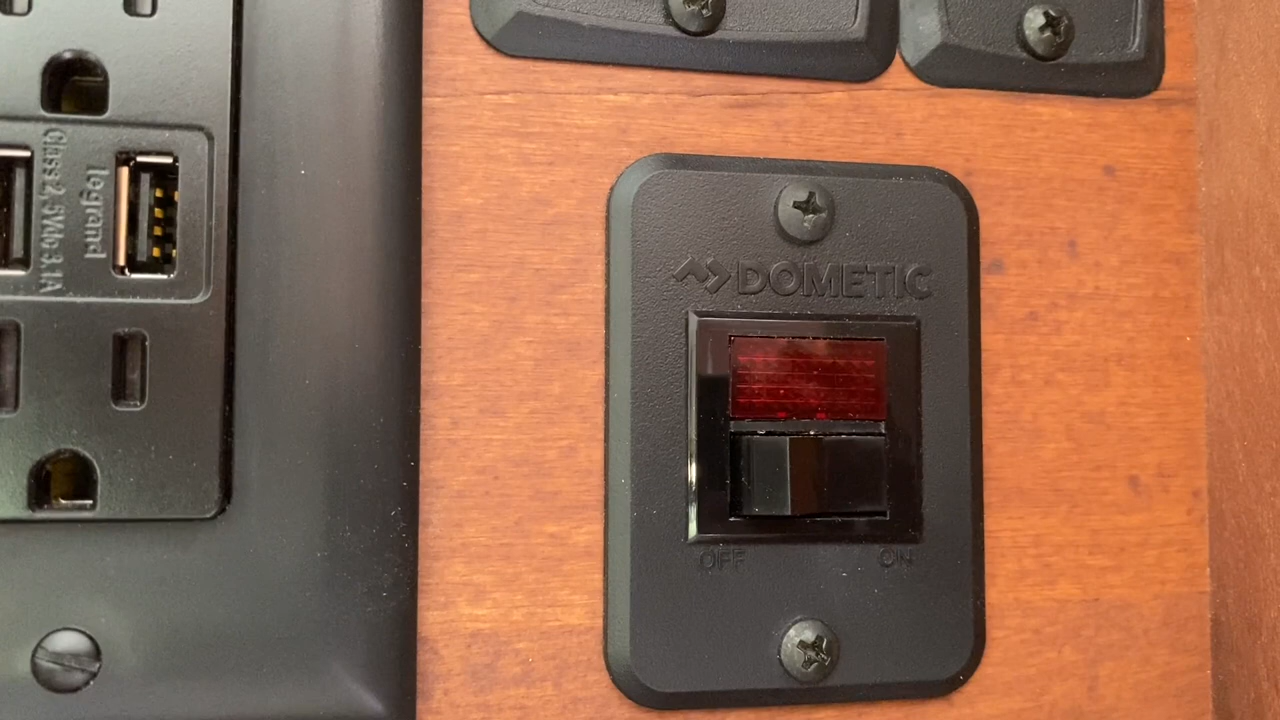 Class 2, 5Vdc 3.1A
legrand
DOMETIC
OFF
ON